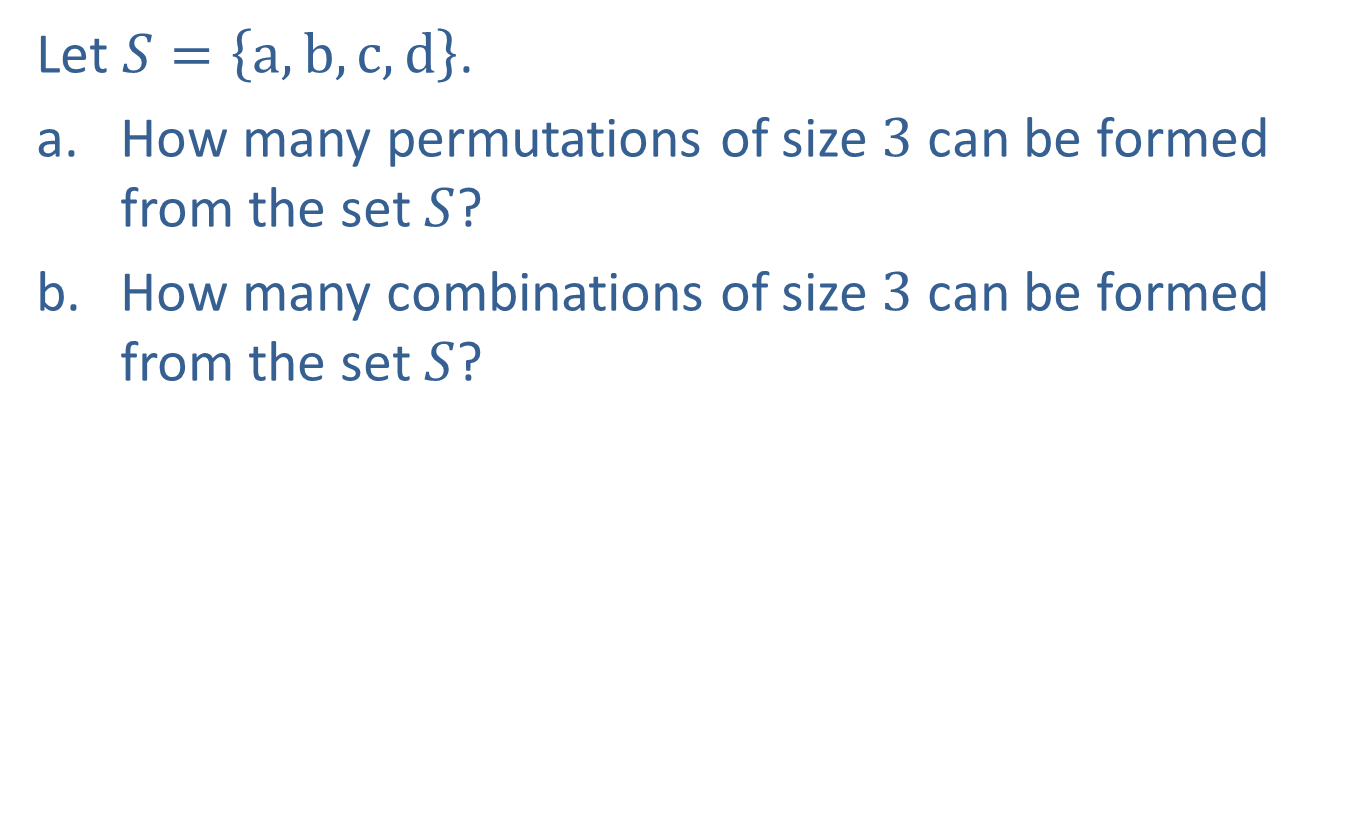 Let S = {a, b, c, d}.
a. How many permutations of size 3 can be formed
from the set S?
b. How many combinations of size 3 can be formed
from the set S?